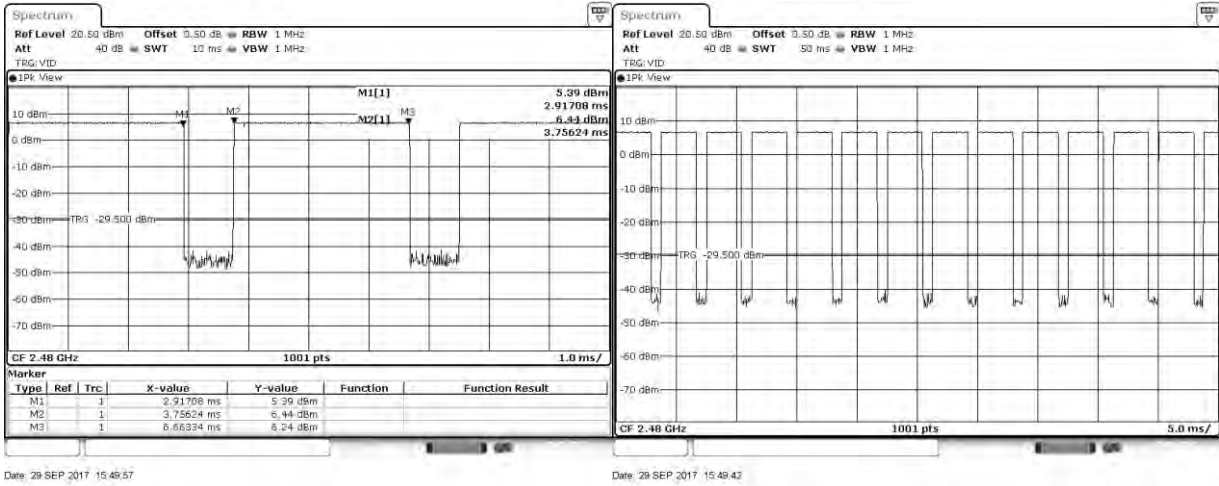 Spectrum
Ref Level 20.50 dBm Offset 0.50 dB RBW 1 MHz
Att 40 dB SWT 10 ms VBW 1 MHz
TRG:VID
1Pk View
M1[1] 5.39 dBm
2.91708 ms
M2[1] 6.44 dBm
3.75624 ms
M1
M2
M3
10 dBm
0 dBm
-10 dBm
-20 dBm
-30 dBm
TRG -29.500 dBm
-40 dBm
-50 dBm
-60 dBm
-70 dBm
CF 2.48 GHz 1001 pts 1.0 ms/
Marker
Type Ref Trc X-value Y-value Function Function Result
M1 1 2.91708 ms 5.39 dBm
M2 1 3.75624 ms 6.44 dBm
M3 1 6.66334 ms 6.24 dBm
Date: 29 SEP 2017 15:49:57
Spectrum
Ref Level 20.50 dBm Offset 0.50 dB RBW 1 MHz
Att 40 dB SWT 50 ms VBW 1 MHz
TRG:VID
1Pk View
10 dBm
0 dBm
-10 dBm
-20 dBm
-30 dBm
TRG -29.500 dBm
-40 dBm
-50 dBm
-60 dBm
-70 dBm
CF 2.48 GHz 1001 pts 5.0 ms/
Date: 29 SEP 2017 15:49:42